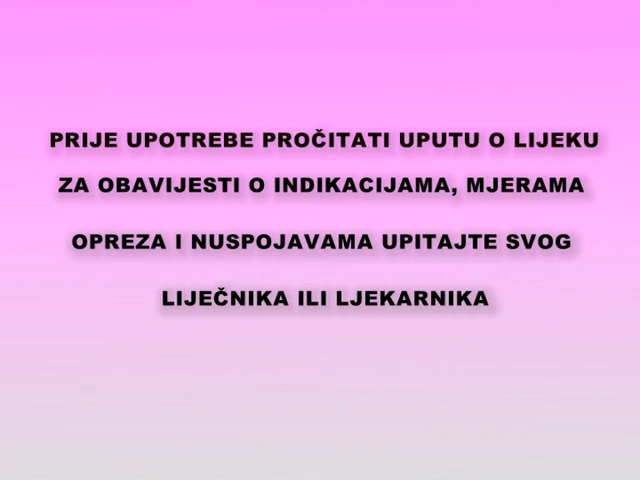 PRIJE UPOTREBE PROČITATI UPUTU O LIJEKU
ZA OBAVIJESTI O INDIKACIJAMA, MJERAMA
OPREZA I NUSPOJAVAMA UPITAJTE SVOG
LIJEČNIKA ILI LJEKARNIKA